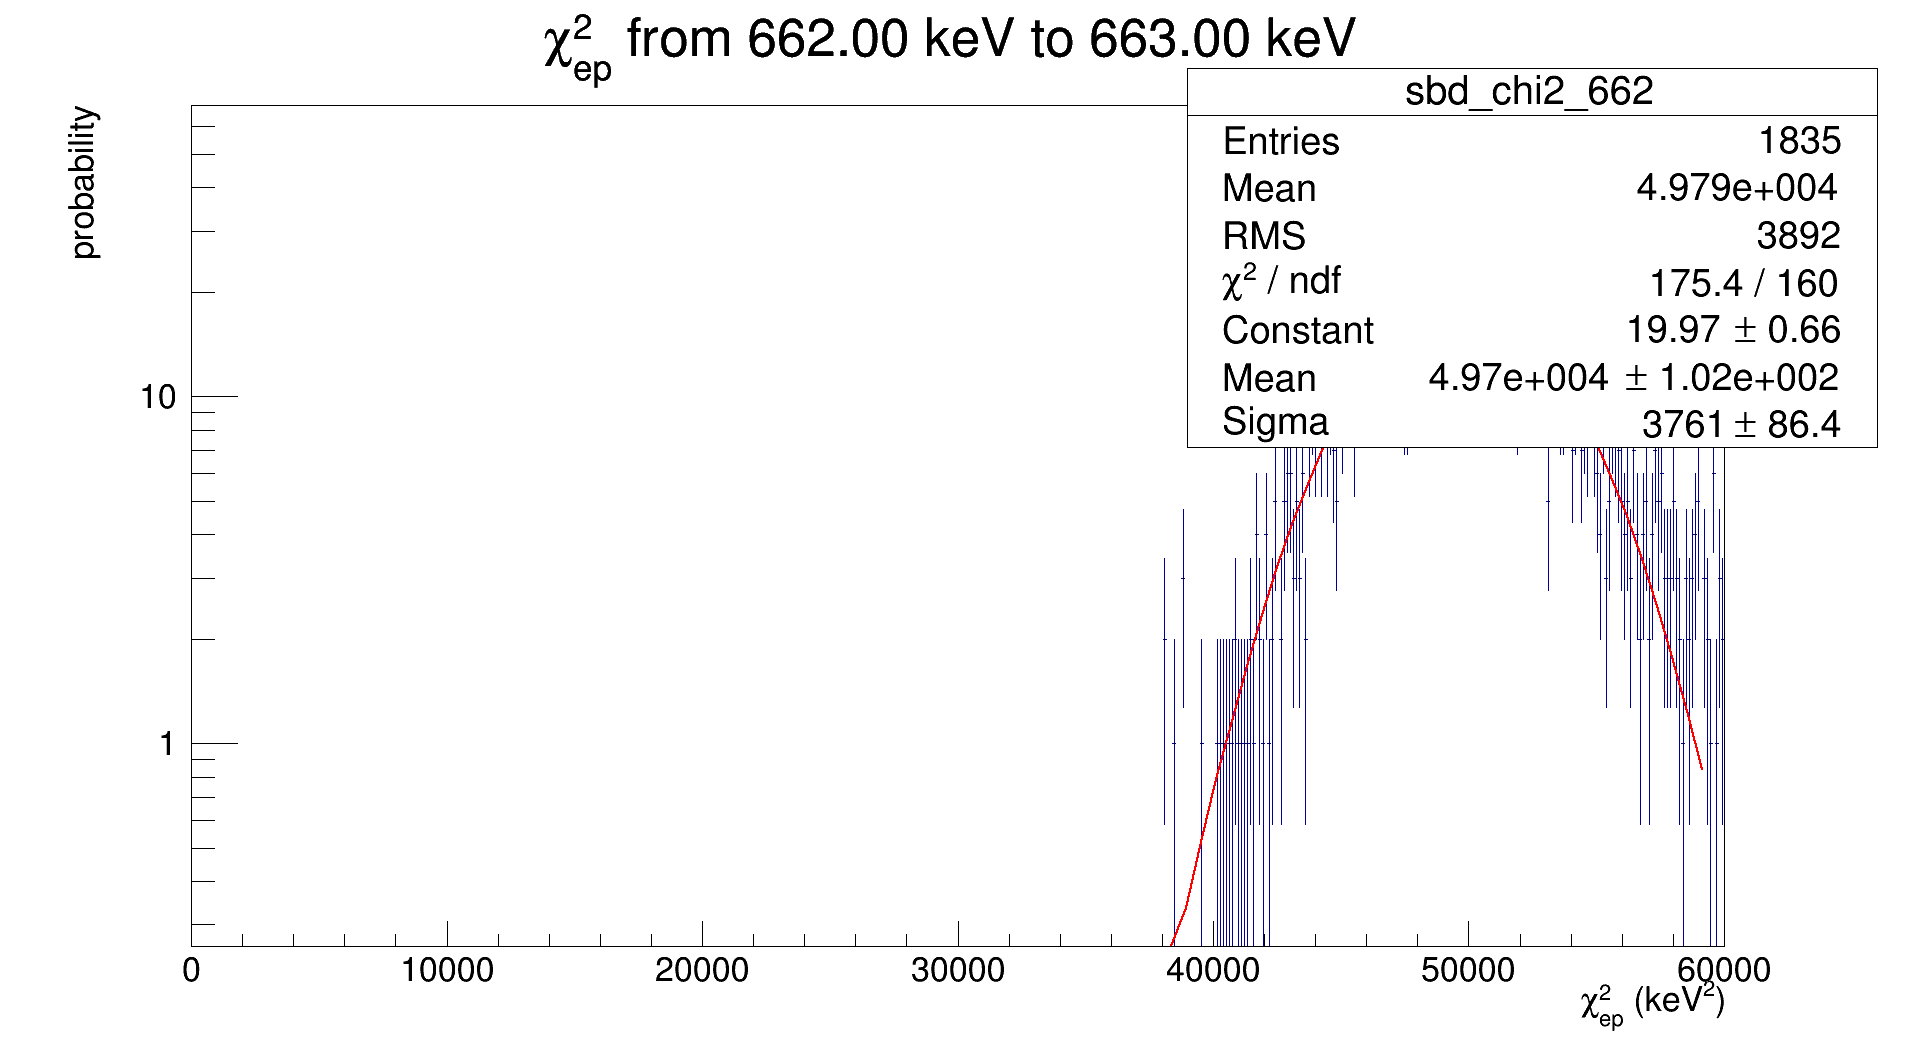 χ²ep from 662.00 keV to 663.00 keV
probability
sbd_chi2_662
Entries 1835
Mean 4.979e+004
RMS 3892
χ² / ndf 175.4 / 160
Constant 19.97 ± 0.66
Mean 4.97e+004 ± 1.02e+002
Sigma 3761 ± 86.4
10
1
0 10000 20000 30000 40000 50000 60000
χ²ep (keV²)